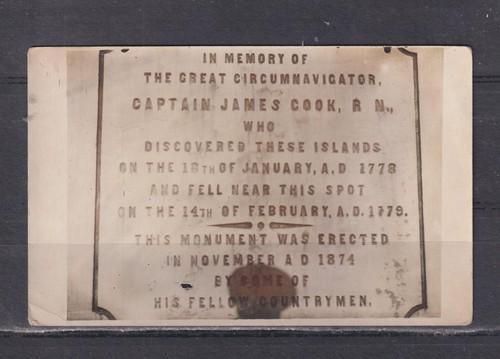 IN MEMORY OF
THE GREAT CIRCUMNAVIGATOR,
CAPTAIN JAMES COOK, R N.,
WHO
DISCOVERED THESE ISLANDS
ON THE 18TH OF JANUARY, A.D 1778
AND FELL NEAR THIS SPOT
ON THE 14TH OF FEBRUARY, A.D. 1779.
THIS MONUMENT WAS ERECTED
IN NOVEMBER A D 1874
BY SOME OF
HIS FELLOW COUNTRYMEN.